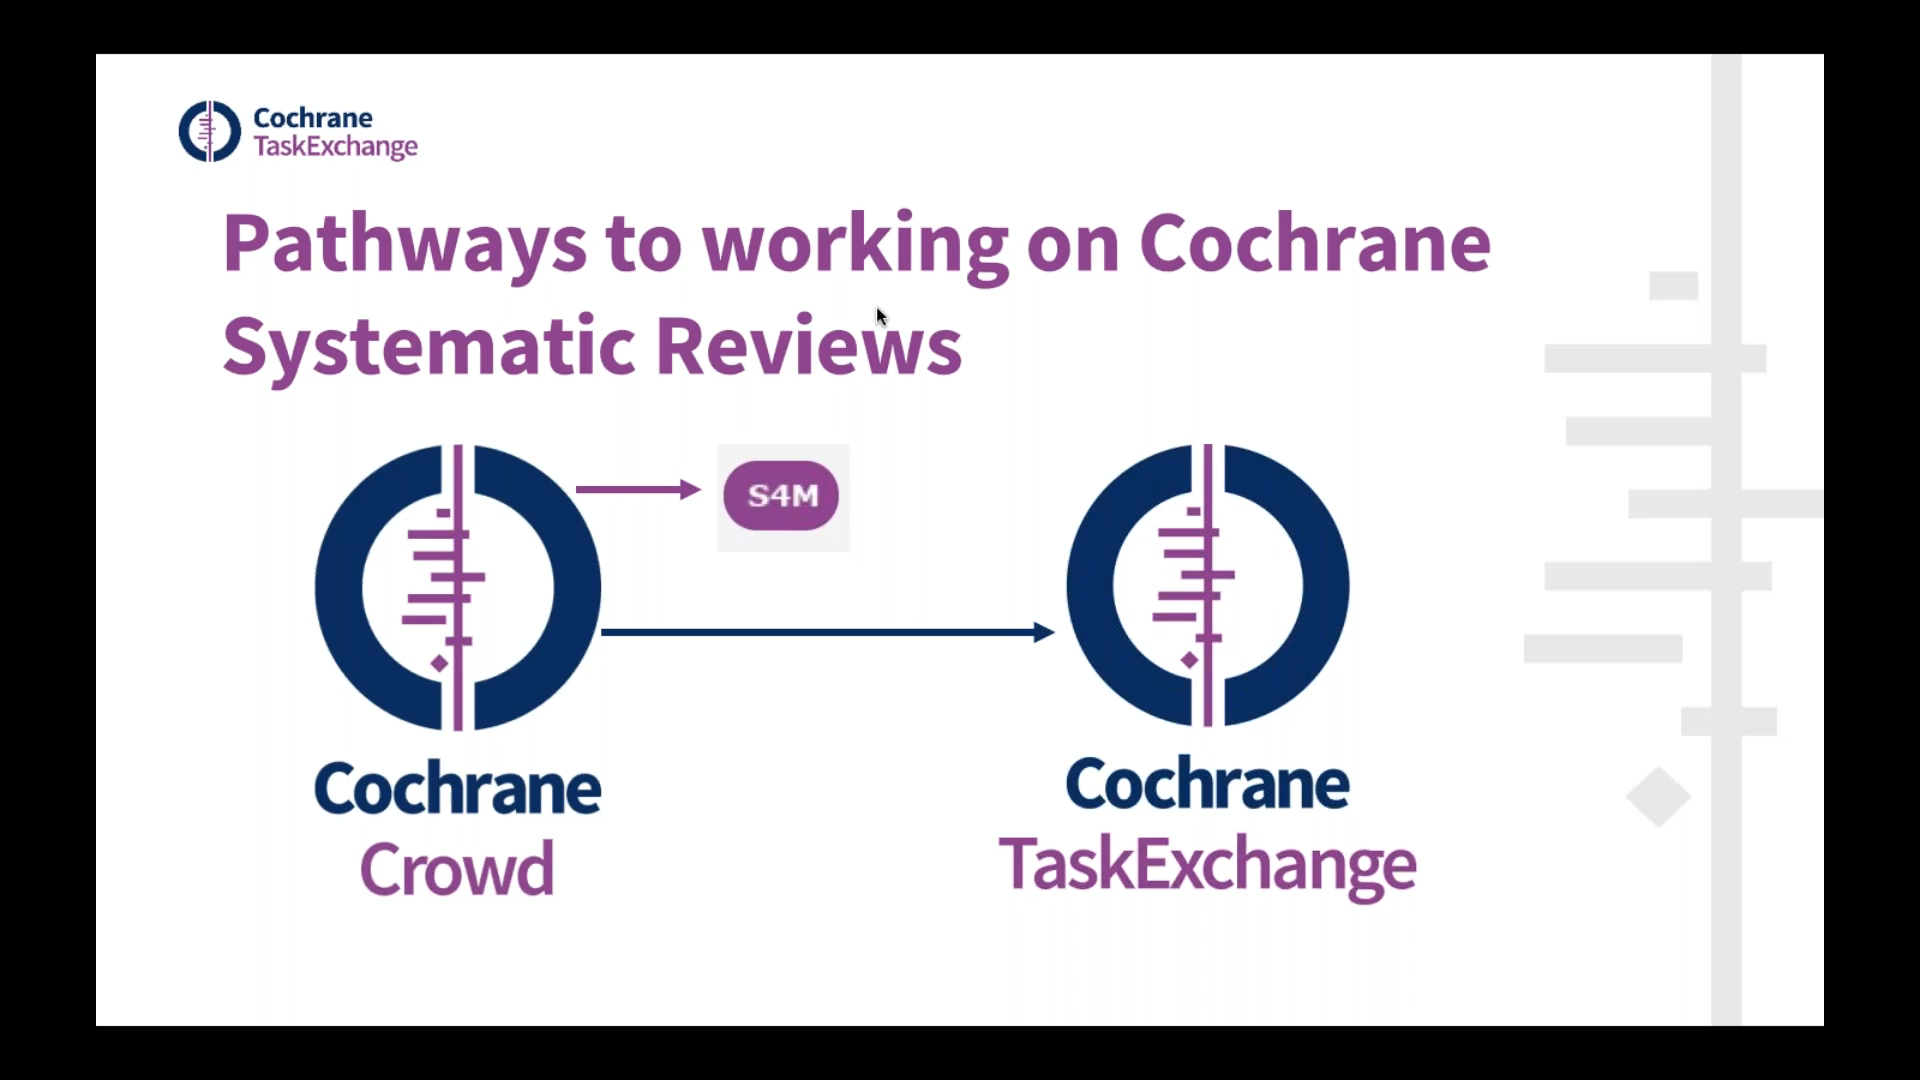 Cochrane
TaskExchange
Pathways to working on Cochrane
Systematic Reviews
S4M
Cochrane
Crowd
Cochrane
TaskExchange